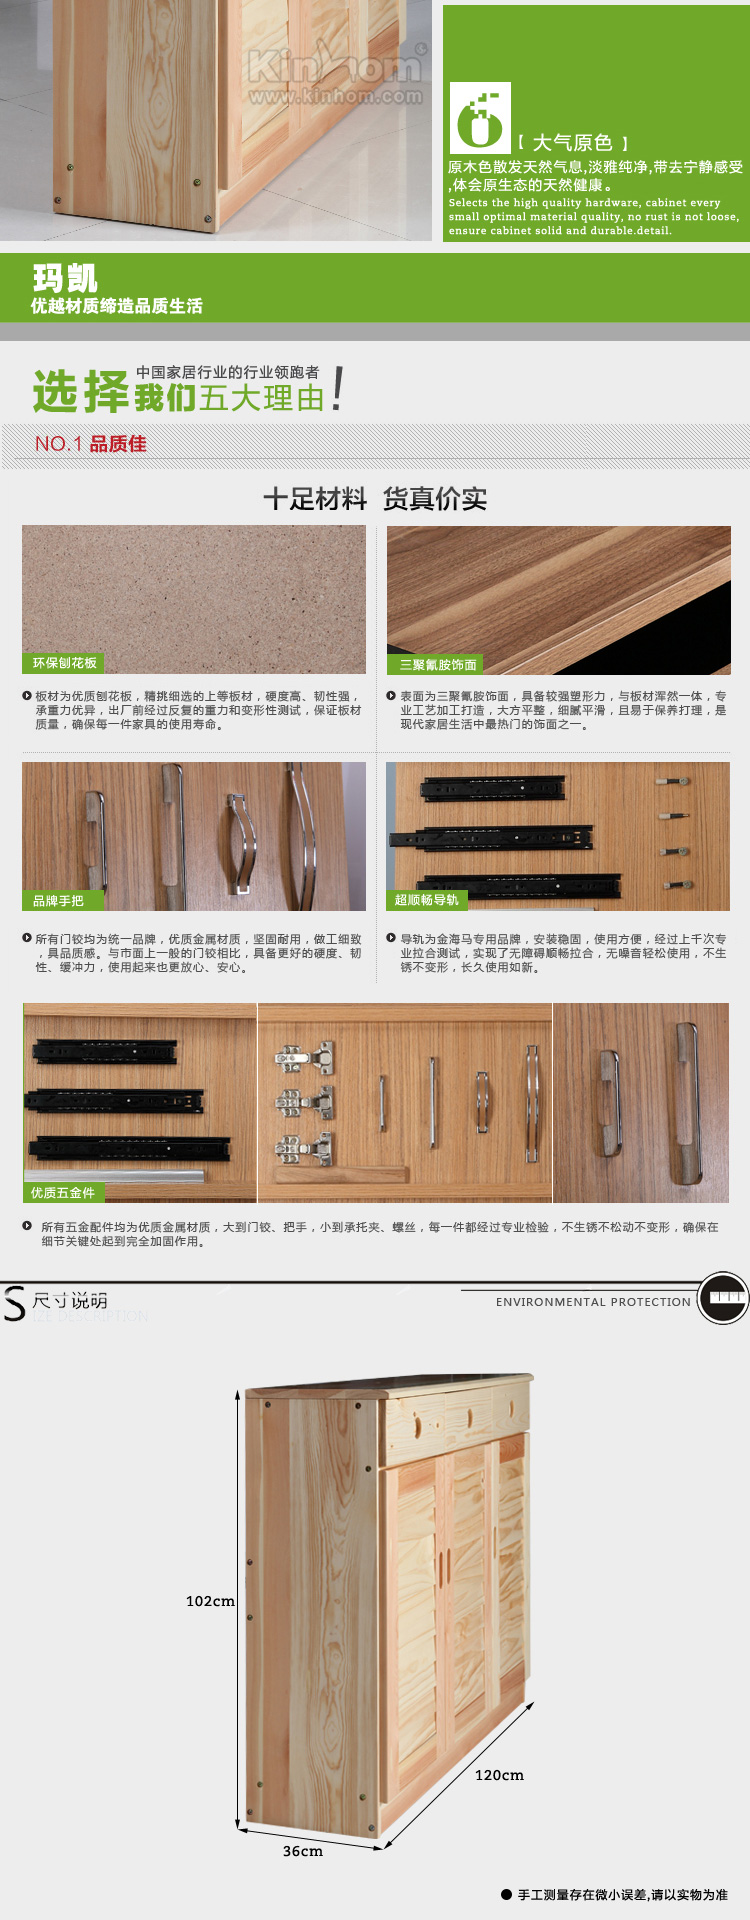 Kinhom
www.kinhom.com
6
【 大气原色 】
原木色散发天然气息,淡雅纯净,带去宁静感受
,体会原生态的天然健康。
Selects the high quality hardware, cabinet every
small optimal material quality, no rust is not loose,
ensure cabinet solid and durable.detail.
玛凯
优越材质缔造品质生活
中国家居行业的行业领跑者
选择我们五大理由!
NO.1 品质佳
十足材料 货真价实
环保刨花板
三聚氰胺饰面
板材为优质刨花板，精挑细选的上等板材，硬度高、韧性强，
承重力优异，出厂前经过反复的重力和变形性测试，保证板材
质量，确保每一件家具的使用寿命。
表面为三聚氰胺饰面，具备较强塑形力，与板材浑然一体，专
业工艺加工打造，大方平整，细腻平滑，且易于保养打理，是
现代家居生活中最热门的饰面之一。
品牌手把
超顺畅导轨
所有门铰均为统一品牌，优质金属材质，坚固耐用，做工细致
，具品质感。与市面上一般的门铰相比，具备更好的硬度、韧
性、缓冲力，使用起来也更放心、安心。
导轨为金海马专用品牌，安装稳固，使用方便，经过上千次专
业拉合测试，实现了无障碍顺畅拉合，无噪音轻松使用，不生
锈不变形，长久使用如新。
优质五金件
所有五金配件均为优质金属材质，大到门铰、把手，小到承托夹、螺丝，每一件都经过专业检验，不生锈不松动不变形，确保在
细节关键处起到完全加固作用。
S 尺寸说明
IZE DESCRIPTION
ENVIRONMENTAL PROTECTION
102cm
120cm
36cm
● 手工测量存在微小误差,请以实物为准